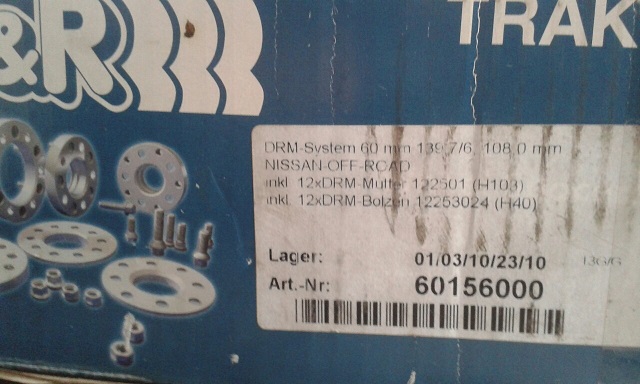 &R
TRAK
DRM-System 60 mm 139,7/6 108,0 mm
NISSAN-OFF-ROAD
inkl. 12xDRM-Mutter 122501 (H103)
inkl. 12xDRM-Bolzen 12253024 (H40)
Lager: 01/03/10/23/10
Art.-Nr: 60156000